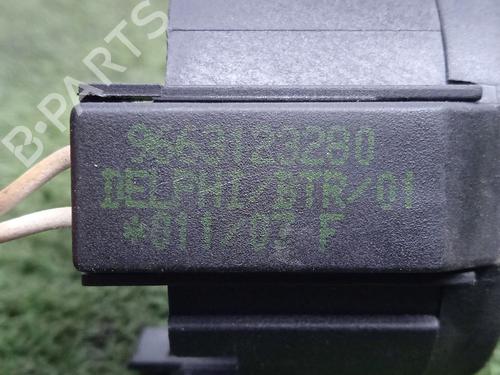 B-PARTS
9663123280
DELPHI/BTR/01
*011/07 F